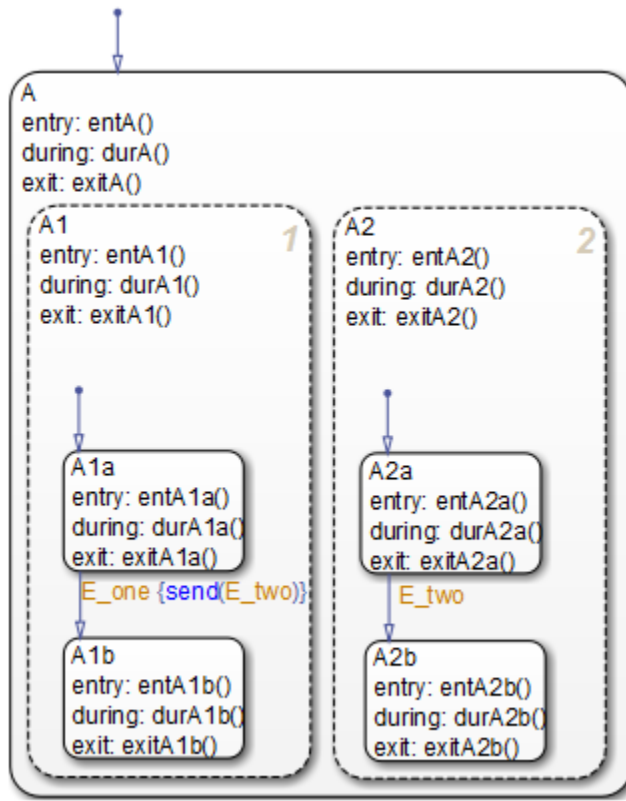 A
entry: entA()
during: durA()
exit: exitA()
A1
1
entry: entA1()
during: durA1()
exit: exitA1()
A1a
entry: entA1a()
during: durA1a()
exit: exitA1a()
E_one {send(E_two)}
A1b
entry: entA1b()
during: durA1b()
exit: exitA1b()
A2
2
entry: entA2()
during: durA2()
exit: exitA2()
A2a
entry: entA2a()
during: durA2a()
exit: exitA2a()
E_two
A2b
entry: entA2b()
during: durA2b()
exit: exitA2b()